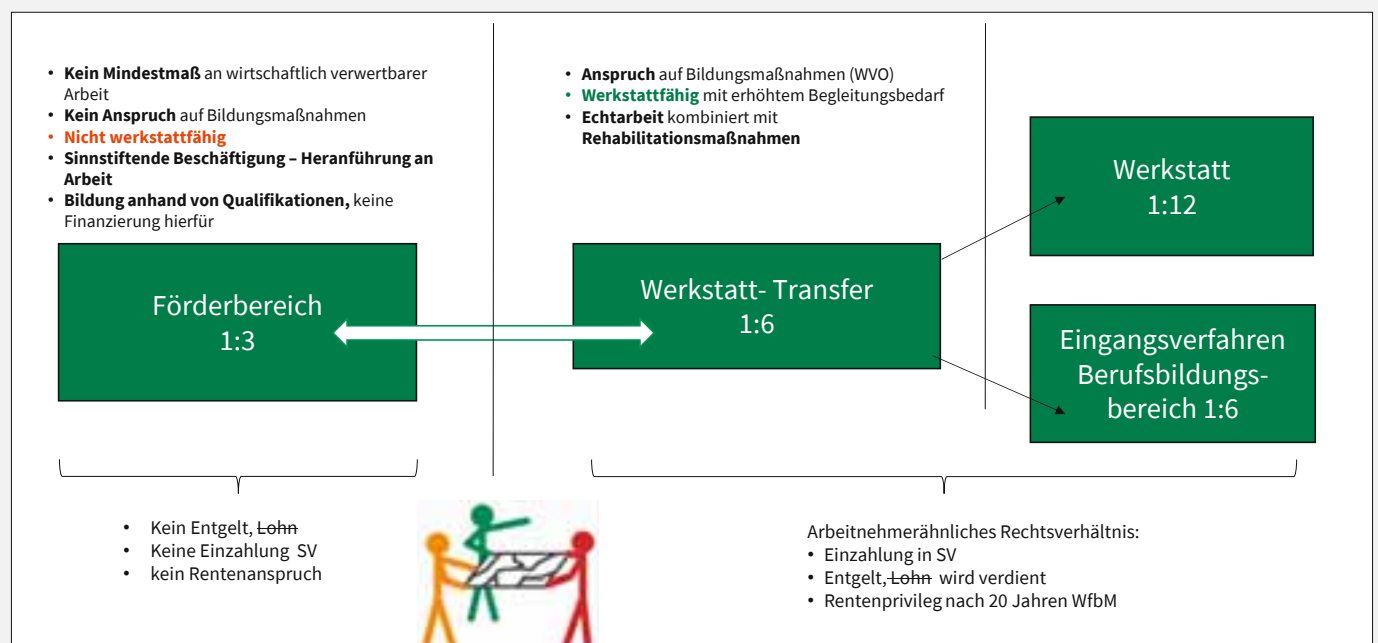 • Kein Mindestmaß an wirtschaftlich verwertbarer
Arbeit
• Kein Anspruch auf Bildungsmaßnahmen
• Nicht werkstattfähig
• Sinnstiftende Beschäftigung – Heranführung an
Arbeit
• Bildung anhand von Qualifikationen, keine
Finanzierung hierfür
• Anspruch auf Bildungsmaßnahmen (WVO)
• Werkstattfähig mit erhöhtem Begleitungsbedarf
• Echtarbeit kombiniert mit
Rehabilitationsmaßnahmen
Förderbereich
1:3
Werkstatt- Transfer
1:6
Werkstatt
1:12
Eingangsverfahren
Berufsbildungs-
bereich 1:6
• Kein Entgelt, Lohn
• Keine Einzahlung SV
• kein Rentenanspruch
Arbeitnehmerähnliches Rechtsverhältnis:
• Einzahlung in SV
• Entgelt, Lohn wird verdient
• Rentenprivileg nach 20 Jahren WfbM